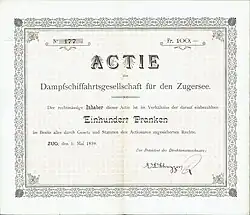 No 177
Fr. 100.—
ACTIE
der
Dampfschiffahrtsgesellschaft für den Zugersee.
Der rechtmässige Inhaber dieser Actie ist im Verhältniss der darauf einbezahlten
Einhundert Franken
im Besitz aller durch Gesetz und Statuten den Actionären zugesicherten Rechte.
ZUG, den 1. Mai
Der Präsident des Direktionsausschusses: